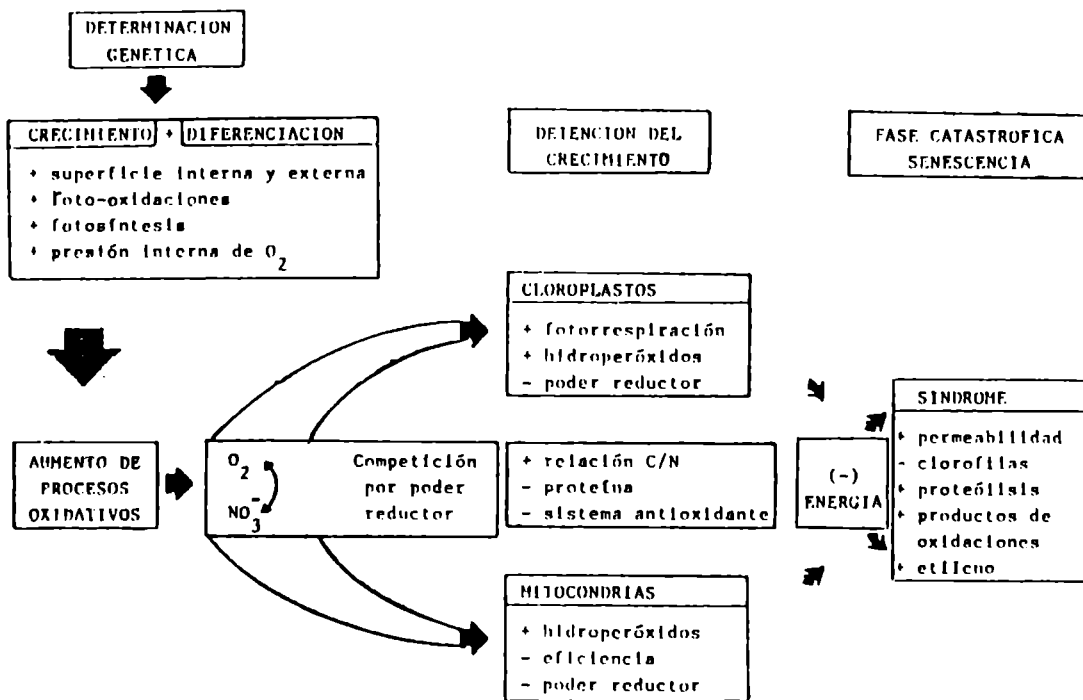 DETERMINACION
GENETICA
CRECIMIENTO + DIFERENCIACION
+ superficie interna y externa
+ foto-oxidaciones
+ fotosíntesis
+ presión interna de O2
DETENCION DEL
CRECIMIENTO
FASE CATASTROFICA
SENESCENCIA
CLOROPLASTOS
+ fotorrespiración
+ hidroperóxidos
- poder reductor
AUMENTO DE
PROCESOS
OXIDATIVOS
O2
NO3-
Competición
por poder
reductor
+ relación C/N
- proteína
- sistema antioxidante
(-)
ENERGIA
SINDROME
+ permeabilidad
- clorofilas
+ proteólisis
+ productos de
oxidaciones
+ etileno
MITOCONDRIAS
+ hidroperóxidos
- eficiencia
- poder reductor